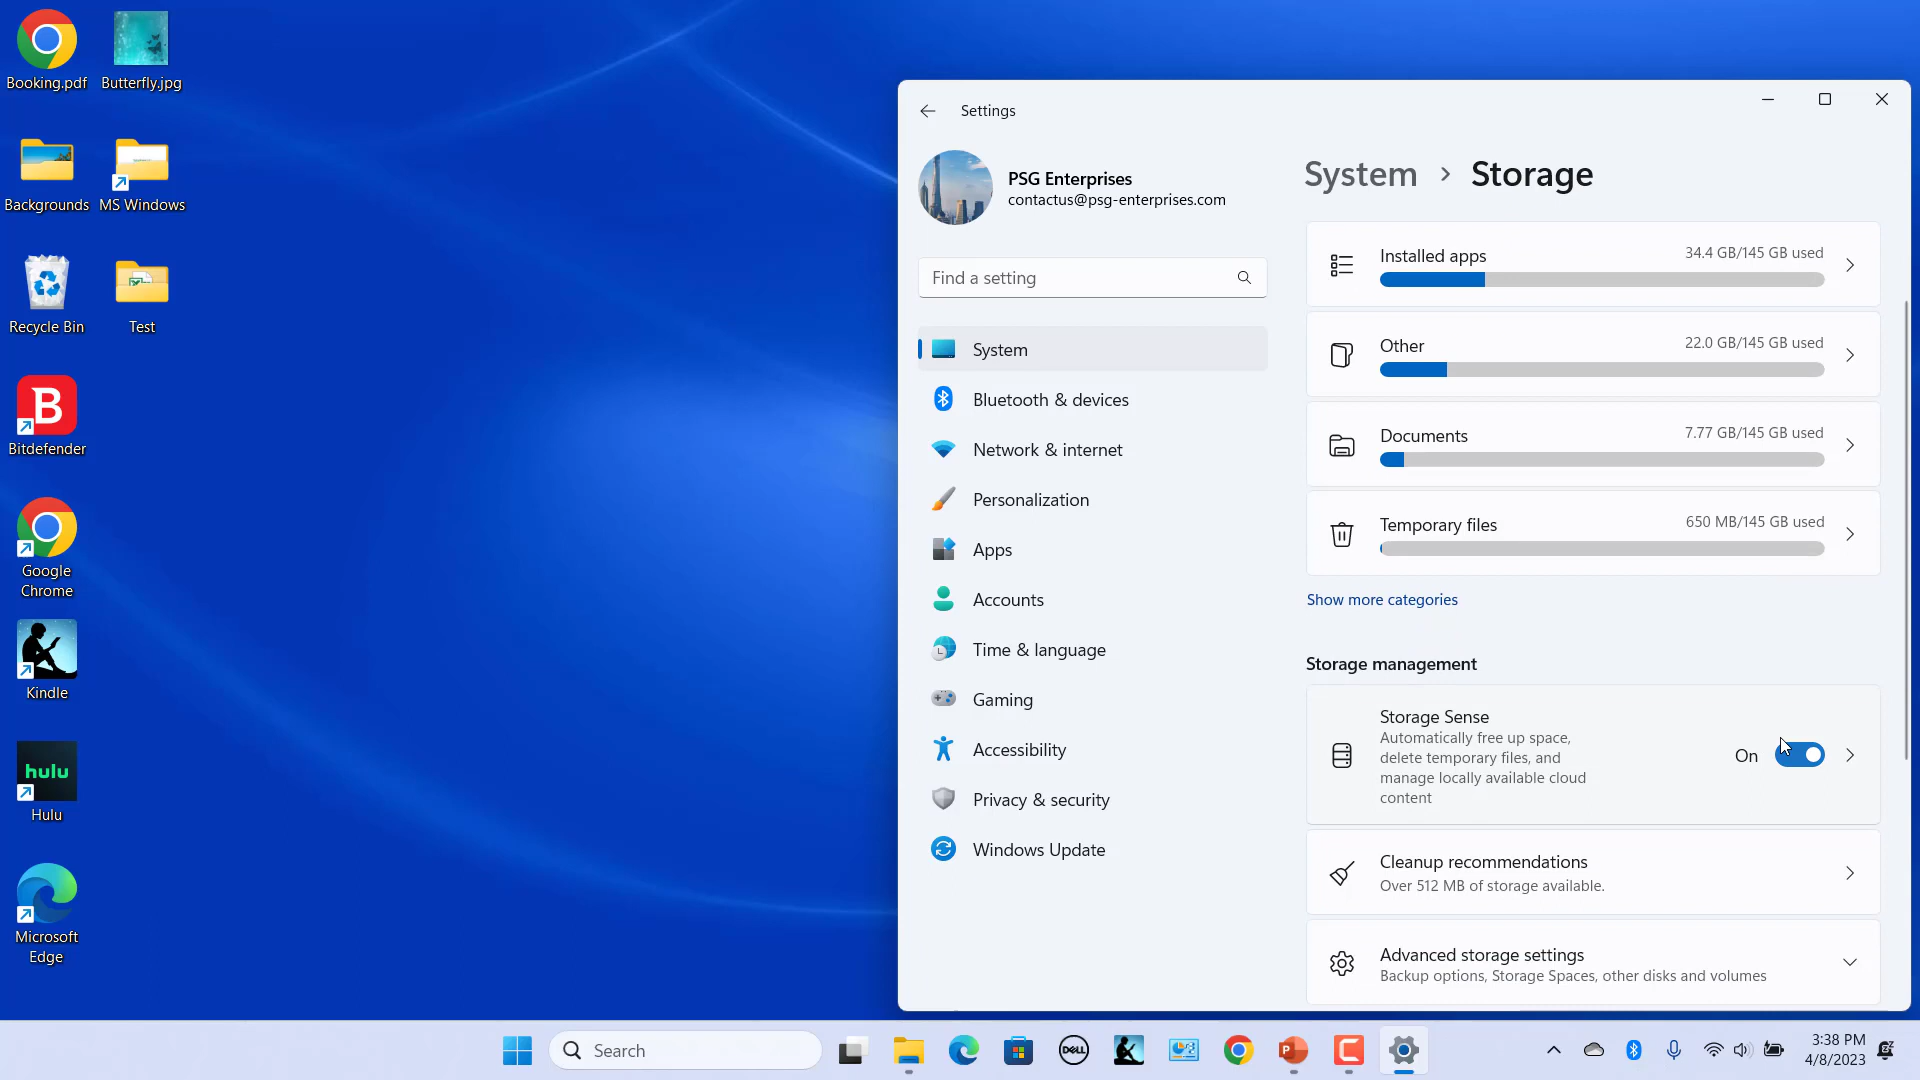 Booking.pdf
Butterfly.jpg
Backgrounds
MS Windows
Recycle Bin
Test
B
Bitdefender
Google
Chrome
Kindle
hulu
Hulu
Microsoft
Edge
Settings
PSG Enterprises
contactus@psg-enterprises.com
Find a setting
System
Bluetooth & devices
Network & internet
Personalization
Apps
Accounts
Time & language
Gaming
Accessibility
Privacy & security
Windows Update
System > Storage
Installed apps
34.4 GB/145 GB used
Other
22.0 GB/145 GB used
Documents
7.77 GB/145 GB used
Temporary files
650 MB/145 GB used
Show more categories
Storage management
Storage Sense
Automatically free up space,
delete temporary files, and
manage locally available cloud
content
On
Cleanup recommendations
Over 512 MB of storage available.
Advanced storage settings
Backup options, Storage Spaces, other disks and volumes
Search
DELL
P
C
3:38 PM
4/8/2023